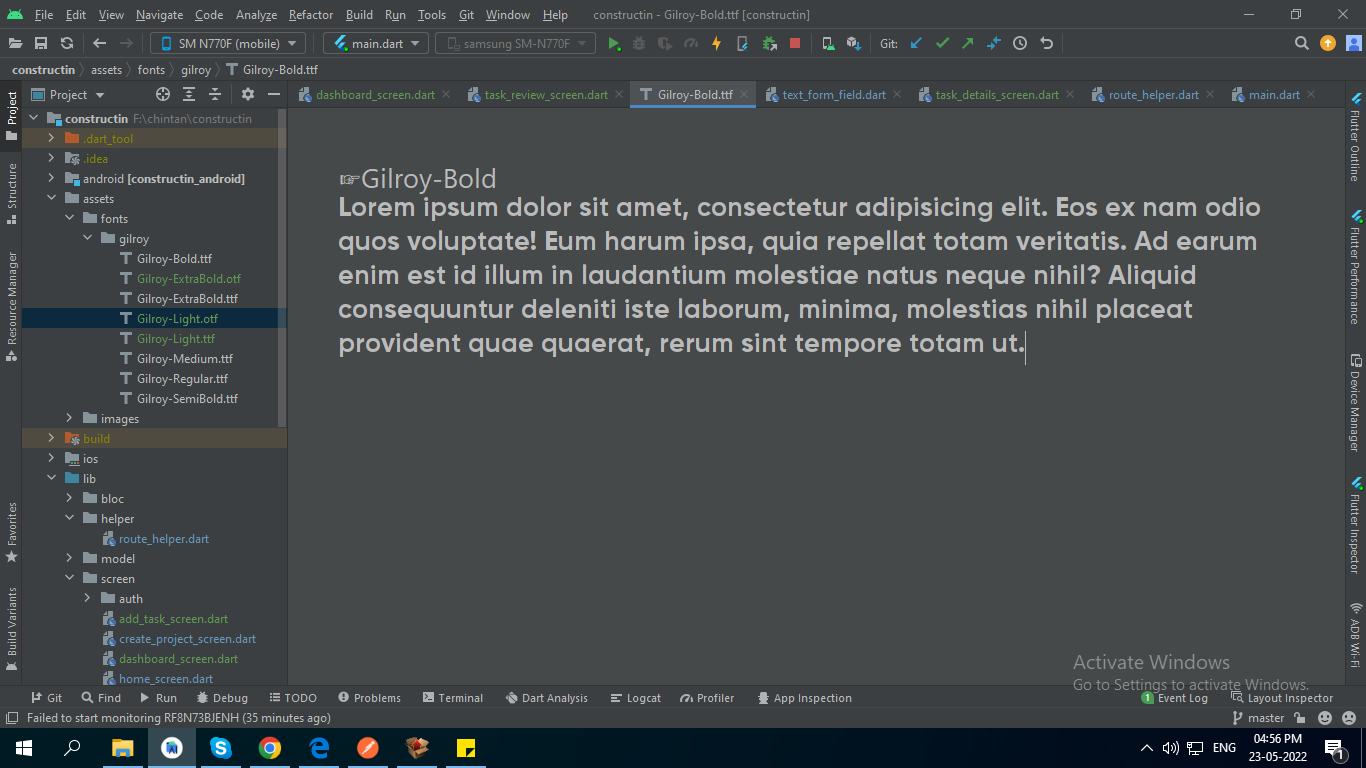 File Edit View Navigate Code Analyze Refactor Build Run Tools Git Window Help constructin - Gilroy-Bold.ttf [constructin]
SM N770F (mobile) main.dart samsung SM-N770F Git:
constructin assets fonts gilroy Gilroy-Bold.ttf
Project dashboard_screen.dart task_review_screen.dart Gilroy-Bold.ttf text_form_field.dart task_details_screen.dart route_helper.dart main.dart
Project
Structure
Resource Manager
Favorites
Build Variants
constructin F:\chintan\constructin
.dart_tool
.idea
android [constructin_android]
assets
fonts
gilroy
Gilroy-Bold.ttf
Gilroy-ExtraBold.otf
Gilroy-ExtraBold.ttf
Gilroy-Light.otf
Gilroy-Light.ttf
Gilroy-Medium.ttf
Gilroy-Regular.ttf
Gilroy-SemiBold.ttf
images
build
ios
lib
bloc
helper
route_helper.dart
model
screen
auth
add_task_screen.dart
create_project_screen.dart
dashboard_screen.dart
home_screen.dart
☞Gilroy-Bold
Lorem ipsum dolor sit amet, consectetur adipisicing elit. Eos ex nam odio
quos voluptate! Eum harum ipsa, quia repellat totam veritatis. Ad earum
enim est id illum in laudantium molestiae natus neque nihil? Aliquid
consequuntur deleniti iste laborum, minima, molestias nihil placeat
provident quae quaerat, rerum sint tempore totam ut.
Flutter Outline
Flutter Performance
Device Manager
Flutter Inspector
ADB Wi-Fi
Activate Windows
Go to Settings to activate Windows.
Git Find Run Debug TODO Problems Terminal Dart Analysis Logcat Profiler App Inspection 1 Event Log Layout Inspector
Failed to start monitoring RF8N73BJENH (35 minutes ago) master
ENG 04:56 PM
23-05-2022 1